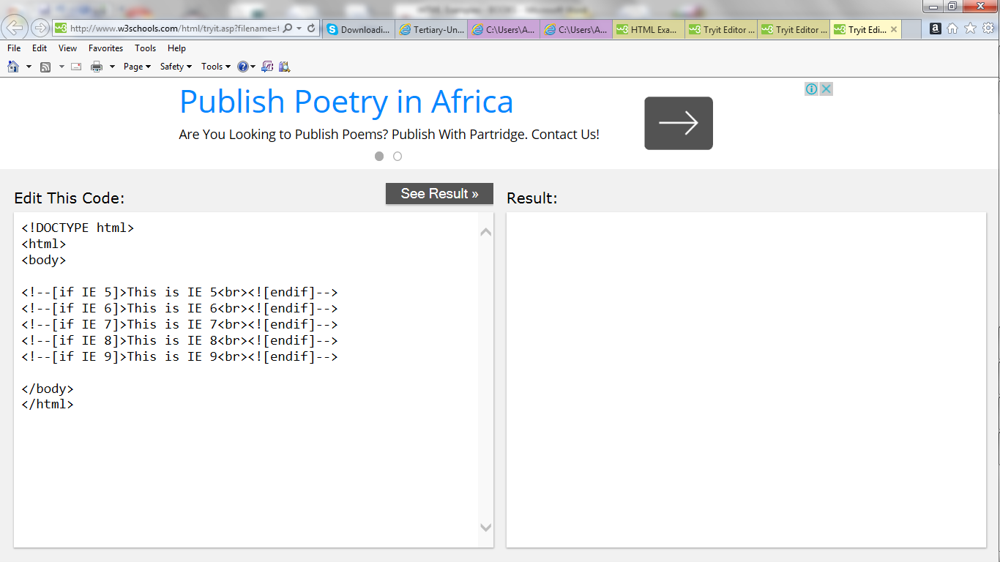 http://www.w3schools.com/html/tryit.asp?filename=t
Downloadi... Tertiary-Un... C:\Users\A... C:\Users\A... HTML Exa... Tryit Editor ... Tryit Editor ... Tryit Edi...
File Edit View Favorites Tools Help
Page Safety Tools
Publish Poetry in Africa
Are You Looking to Publish Poems? Publish With Partridge. Contact Us!
Edit This Code: See Result » Result:
<!DOCTYPE html>
<html>
<body>
<!--[if IE 5]>This is IE 5<br><![endif]-->
<!--[if IE 6]>This is IE 6<br><![endif]-->
<!--[if IE 7]>This is IE 7<br><![endif]-->
<!--[if IE 8]>This is IE 8<br><![endif]-->
<!--[if IE 9]>This is IE 9<br><![endif]-->
</body>
</html>